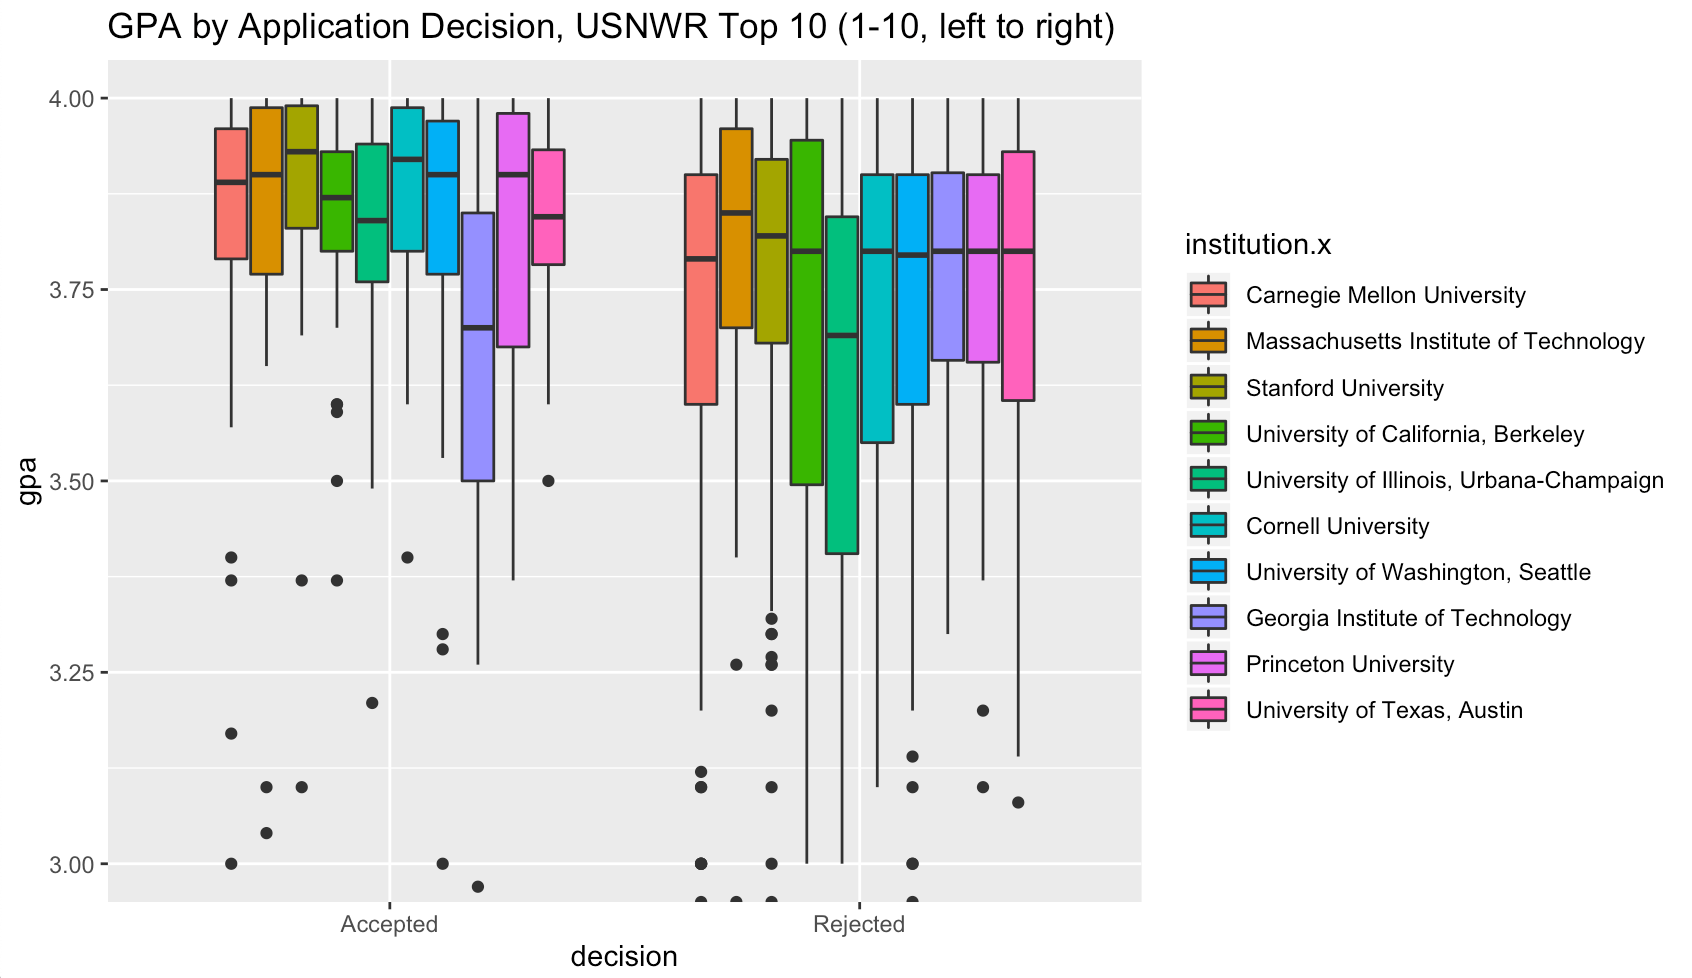 GPA by Application Decision, USNWR Top 10 (1-10, left to right)
4.00
3.75
3.50
3.25
3.00
gpa
Accepted
Rejected
decision
institution.x
Carnegie Mellon University
Massachusetts Institute of Technology
Stanford University
University of California, Berkeley
University of Illinois, Urbana-Champaign
Cornell University
University of Washington, Seattle
Georgia Institute of Technology
Princeton University
University of Texas, Austin